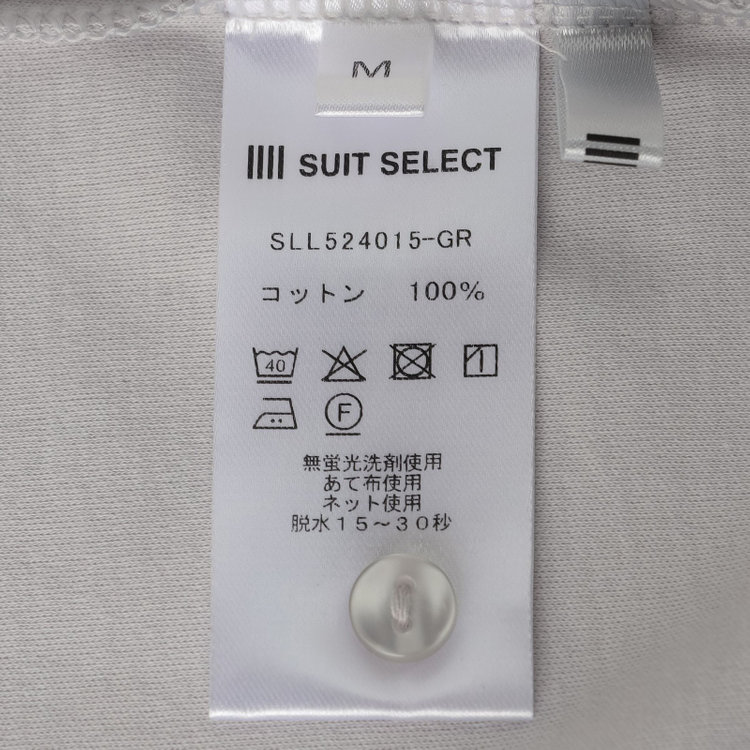 M
SUIT SELECT
SLL524015-GR
コットン 100%
40
F
無蛍光洗剤使用
あて布使用
ネット使用
脱水15～30秒